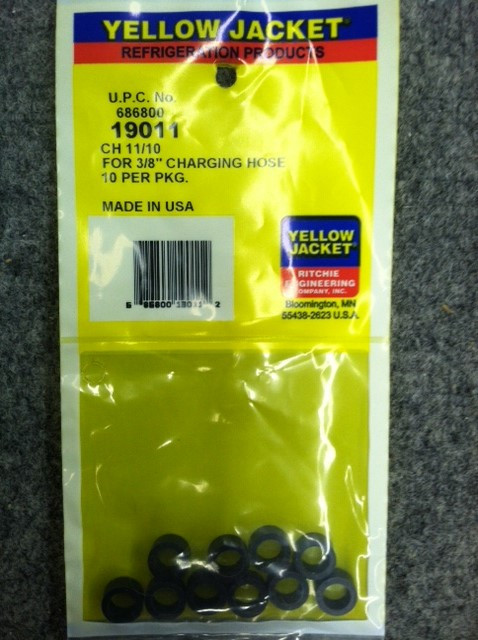 YELLOW JACKET®
REFRIGERATION PRODUCTS
U.P.C. No.
686800
19011
CH 11/10
FOR 3/8" CHARGING HOSE
10 PER PKG.
MADE IN USA
YELLOW
JACKET®
RITCHIE
ENGINEERING
COMPANY, INC.
Bloomington, MN
55438-2623 U.S.A.